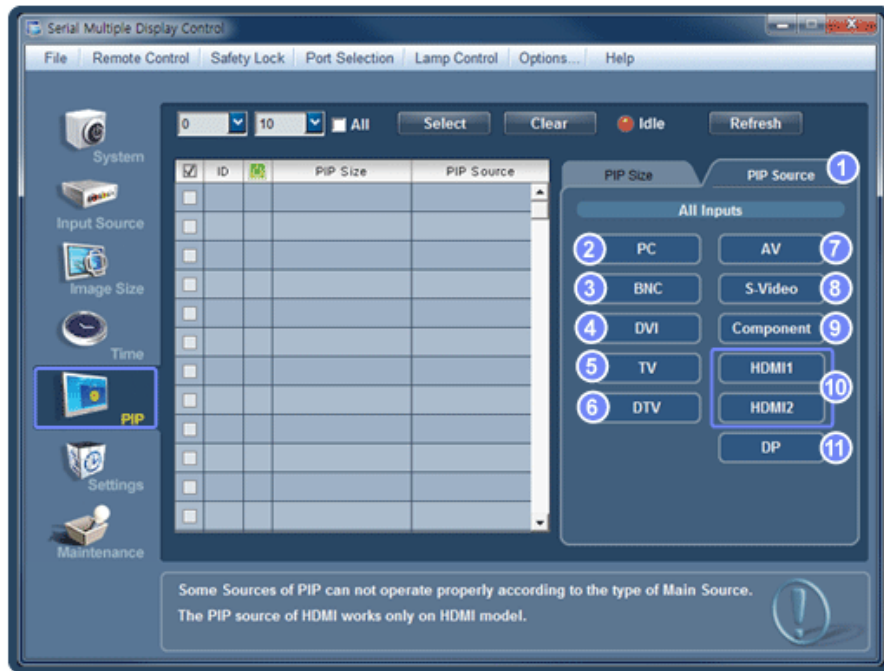 Serial Multiple Display Control
File Remote Control Safety Lock Port Selection Lamp Control Options... Help
0 10 All Select Clear Idle Refresh
System
Input Source
Image Size
Time
PIP
Settings
Maintenance
ID PIP Size PIP Source
PIP Size PIP Source 1
All Inputs
2 PC AV 7
3 BNC S-Video 8
4 DVI Component 9
5 TV HDMI1
10
6 DTV HDMI2
DP 11
Some Sources of PIP can not operate properly according to the type of Main Source.
The PIP source of HDMI works only on HDMI model.